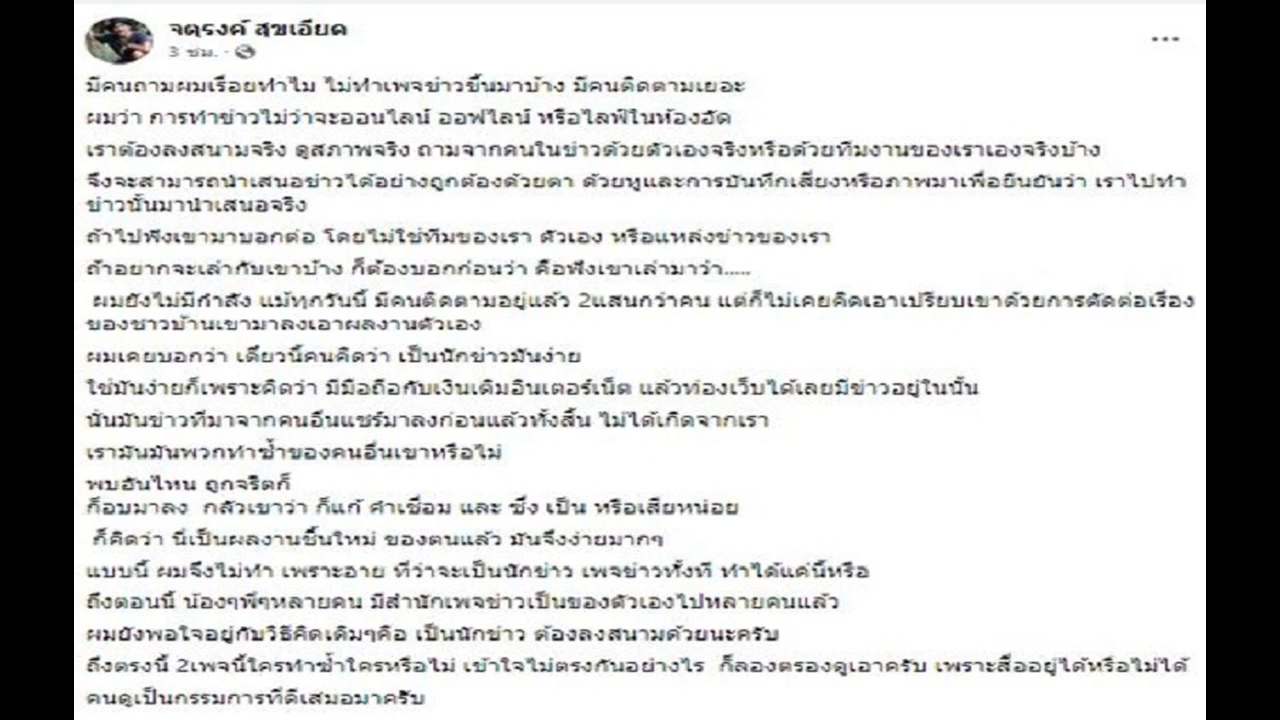 จตุรงค์ สุขเอียด
3 ชม. ·
มีคนถามผมเรื่อยทำไม ไม่ทำเพจข่าวขึ้นมาบ้าง มีคนติดตามเยอะ
ผมว่า การทำข่าวไม่ว่าจะออนไลน์ ออฟไลน์ หรือไลฟ์ในห้องอัด
เราต้องลงสนามจริง ดูสภาพจริง ถามจากคนในข่าวด้วยตัวเองจริงหรือด้วยทีมงานของเราเองจริงบ้าง
จึงจะสามารถนำเสนอข่าวได้อย่างถูกต้องด้วยตา ด้วยหูและการบันทึกเสียงหรือภาพมาเพื่อยืนยันว่า เราไปทำ
ข่าวนั้นมานำเสนอจริง
ถ้าไปฟังเขามาบอกต่อ โดยไม่ใช่ทีมของเรา ตัวเอง หรือแหล่งข่าวของเรา
ถ้าอยากจะเล่ากับเขาบ้าง ก็ต้องบอกก่อนว่า คือฟังเขาเล่ามาว่า.....
ผมยังไม่มีกำลัง แม้ทุกวันนี้ มีคนติดตามอยู่แล้ว 2แสนกว่าคน แต่ก็ไม่เคยคิดเอาเปรียบเขาด้วยการตัดต่อเรื่อง
ของชาวบ้านเขามาลงเอาผลงานตัวเอง
ผมเคยบอกว่า เดี๋ยวนี้คนคิดว่า เป็นนักข่าวมันง่าย
ใช่มันง่ายก็เพราะคิดว่า มีมือถือกับเงินเติมอินเตอร์เน็ต แล้วท่องเว็บได้เลยมีข่าวอยู่ในนั้น
นั่นมันข่าวที่มาจากคนอื่นแชร์มาลงก่อนแล้วทั้งสิ้น ไม่ได้เกิดจากเรา
เรามันมันพวกทำซ้ำของคนอื่นเขาหรือไม่
พบอันไหน ถูกจริตก็
ก็อบมาลง กลัวเขาว่า ก็แก้ คำเชื่อม และ ซึ่ง เป็น หรือเสียหน่อย
ก็คิดว่า นี่เป็นผลงานชิ้นใหม่ ของตนแล้ว มันจึงง่ายมากๆ
แบบนี้ ผมจึงไม่ทำ เพราะอาย ที่ว่าจะเป็นนักข่าว เพจข่าวทั้งที ทำได้แค่นี้หรือ
ถึงตอนนี้ น้องๆพี่ๆหลายคน มีสำนักเพจข่าวเป็นของตัวเองไปหลายคนแล้ว
ผมยังพอใจอยู่กับวิธีคิดเดิมๆคือ เป็นนักข่าว ต้องลงสนามด้วยนะครับ
ถึงตรงนี้ 2เพจนี้ใครทำซ้ำใครหรือไม่ เข้าใจไม่ตรงกันอย่างไร ก็ลองตรองดูเอาครับ เพราะสื่ออยู่ได้หรือไม่ได้
คนดูเป็นกรรมการที่ดีเสมอมาครับ